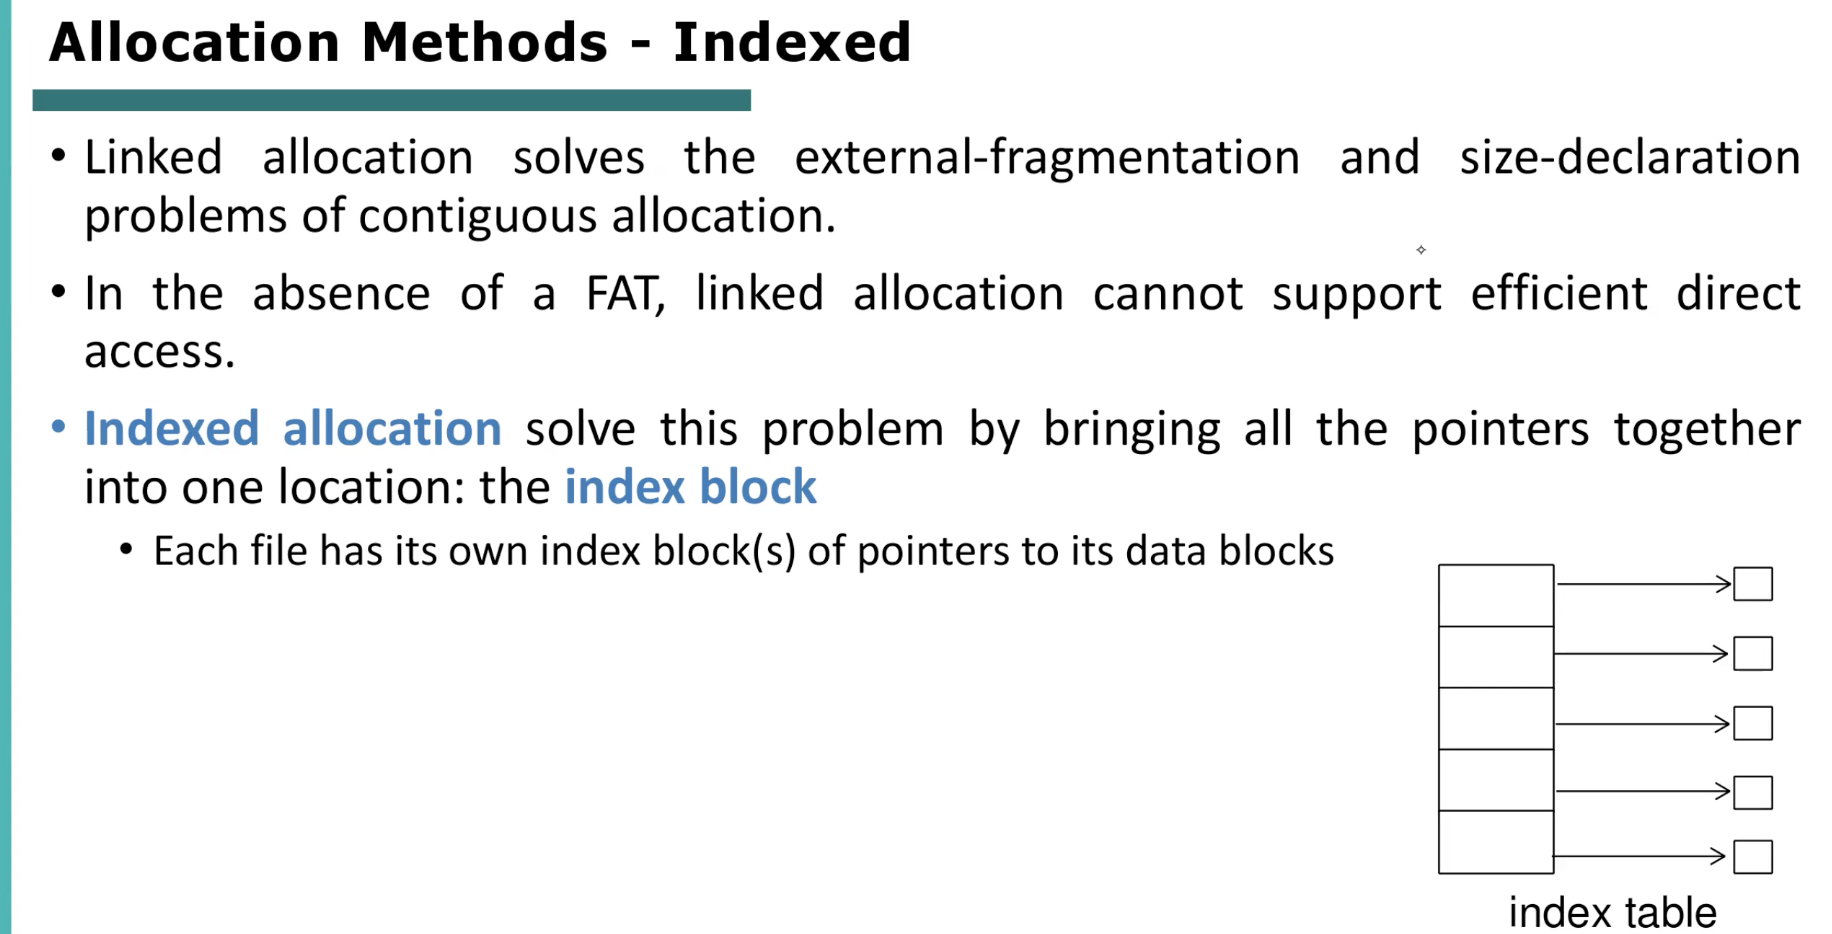 Allocation Methods - Indexed
• Linked allocation solves the external-fragmentation and size-declaration
problems of contiguous allocation.
• In the absence of a FAT, linked allocation cannot support efficient direct
access.
• Indexed allocation solve this problem by bringing all the pointers together
into one location: the index block
• Each file has its own index block(s) of pointers to its data blocks
index table